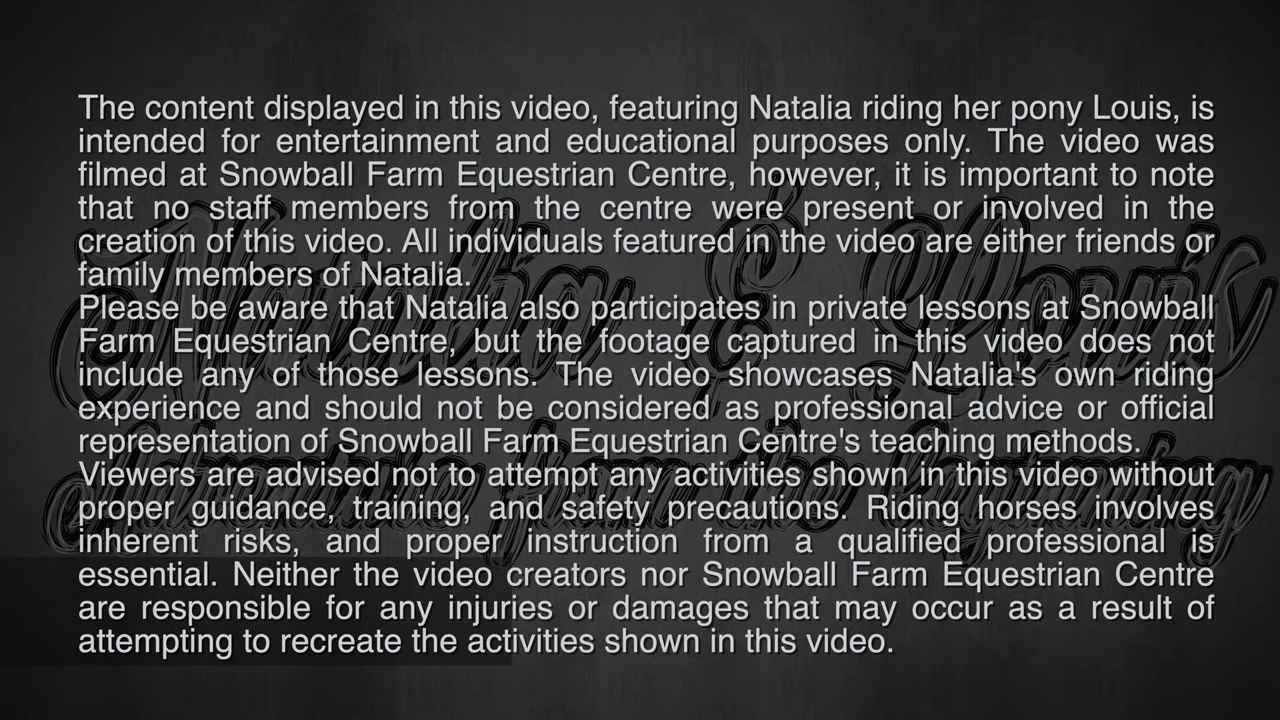 The content displayed in this video, featuring Natalia riding her pony Louis, is
intended for entertainment and educational purposes only. The video was
filmed at Snowball Farm Equestrian Centre, however, it is important to note
that no staff members from the centre were present or involved in the
creation of this video. All individuals featured in the video are either friends or
family members of Natalia.
Please be aware that Natalia also participates in private lessons at Snowball
Farm Equestrian Centre, but the footage captured in this video does not
include any of those lessons. The video showcases Natalia's own riding
experience and should not be considered as professional advice or official
representation of Snowball Farm Equestrian Centre's teaching methods.
Viewers are advised not to attempt any activities shown in this video without
proper guidance, training, and safety precautions. Riding horses involves
inherent risks, and proper instruction from a qualified professional is
essential. Neither the video creators nor Snowball Farm Equestrian Centre
are responsible for any injuries or damages that may occur as a result of
attempting to recreate the activities shown in this video.
Natalia & Louis
from the beginning